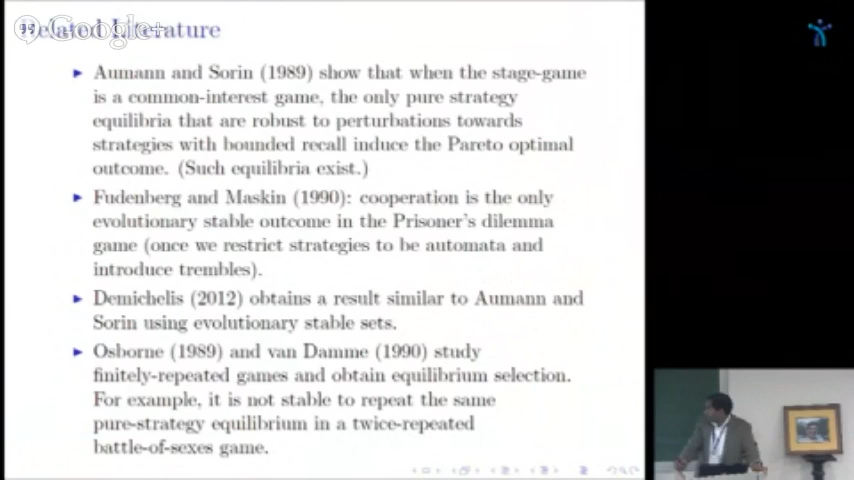 Related Literature
Google+
▶ Aumann and Sorin (1989) show that when the stage-game
is a common-interest game, the only pure strategy
equilibria that are robust to perturbations towards
strategies with bounded recall induce the Pareto optimal
outcome. (Such equilibria exist.)
▶ Fudenberg and Maskin (1990): cooperation is the only
evolutionary stable outcome in the Prisoner's dilemma
game (once we restrict strategies to be automata and
introduce trembles).
▶ Demichelis (2012) obtains a result similar to Aumann and
Sorin using evolutionary stable sets.
▶ Osborne (1989) and van Damme (1990) study
finitely-repeated games and obtain equilibrium selection.
For example, it is not stable to repeat the same
pure-strategy equilibrium in a twice-repeated
battle-of-sexes game.